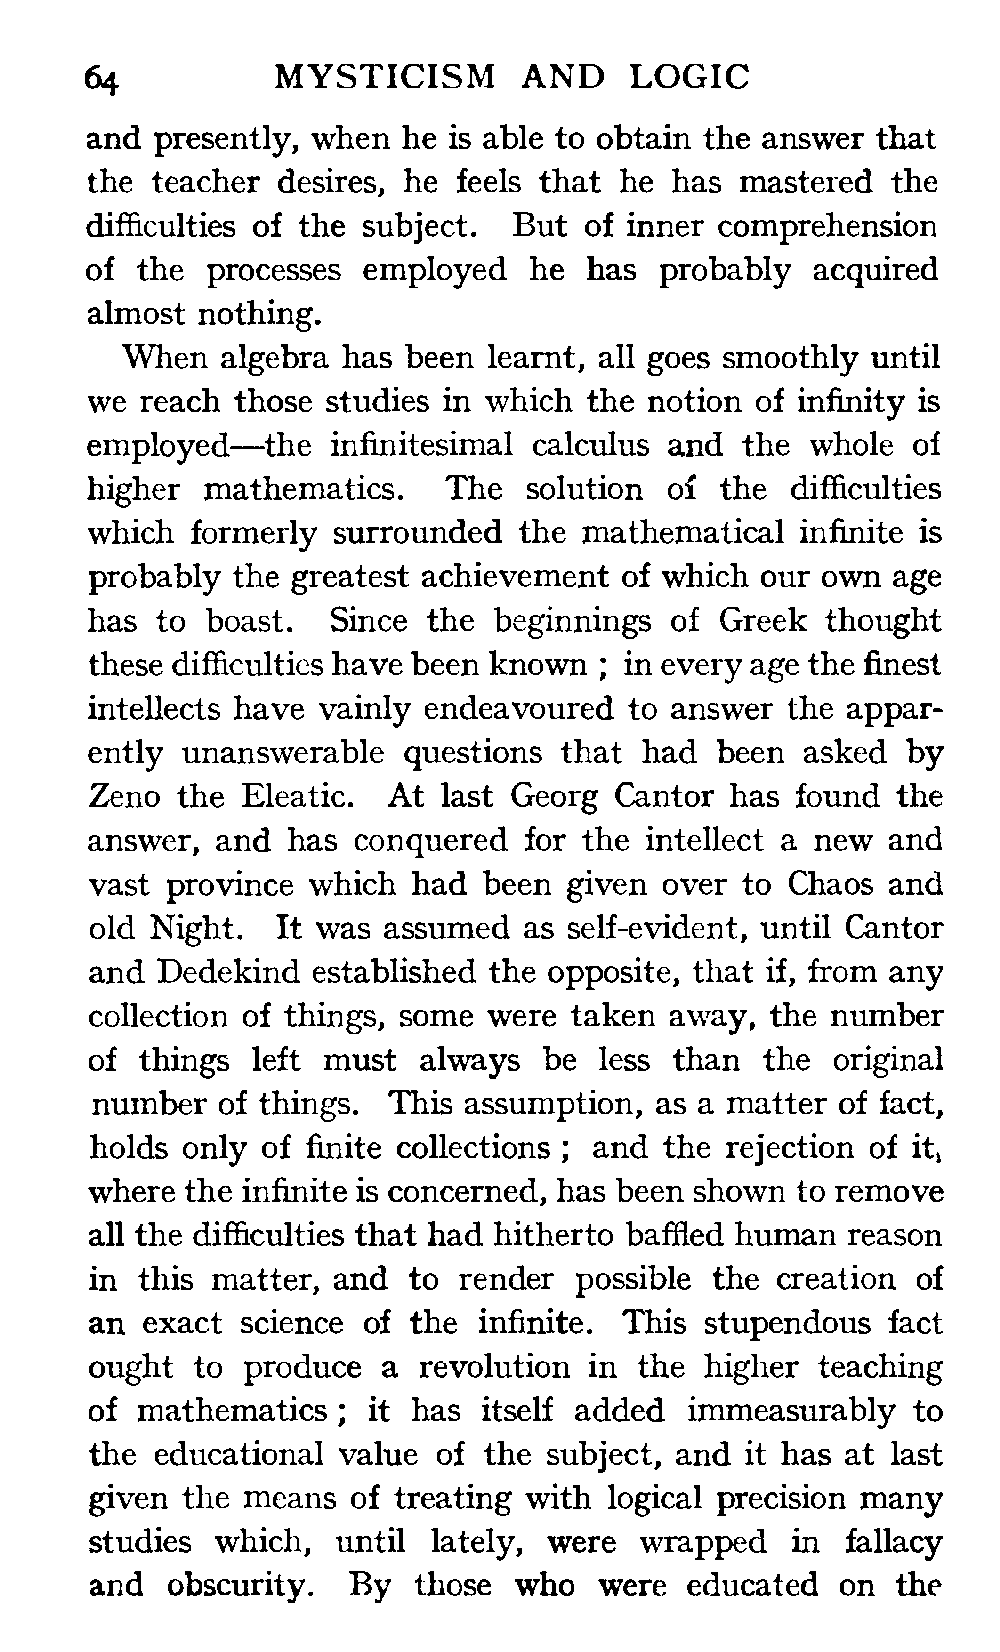 64 MYSTICISM AND LOGIC
and presently, when he is able to obtain the answer that
the teacher desires, he feels that he has mastered the
difficulties of the subject. But of inner comprehension
of the processes employed he has probably acquired
almost nothing.
When algebra has been learnt, all goes smoothly until
we reach those studies in which the notion of infinity is
employed—the infinitesimal calculus and the whole of
higher mathematics. The solution of the difficulties
which formerly surrounded the mathematical infinite is
probably the greatest achievement of which our own age
has to boast. Since the beginnings of Greek thought
these difficulties have been known ; in every age the finest
intellects have vainly endeavoured to answer the appar-
ently unanswerable questions that had been asked by
Zeno the Eleatic. At last Georg Cantor has found the
answer, and has conquered for the intellect a new and
vast province which had been given over to Chaos and
old Night. It was assumed as self-evident, until Cantor
and Dedekind established the opposite, that if, from any
collection of things, some were taken away, the number
of things left must always be less than the original
number of things. This assumption, as a matter of fact,
holds only of finite collections ; and the rejection of it,
where the infinite is concerned, has been shown to remove
all the difficulties that had hitherto baffled human reason
in this matter, and to render possible the creation of
an exact science of the infinite. This stupendous fact
ought to produce a revolution in the higher teaching
of mathematics ; it has itself added immeasurably to
the educational value of the subject, and it has at last
given the means of treating with logical precision many
studies which, until lately, were wrapped in fallacy
and obscurity. By those who were educated on the